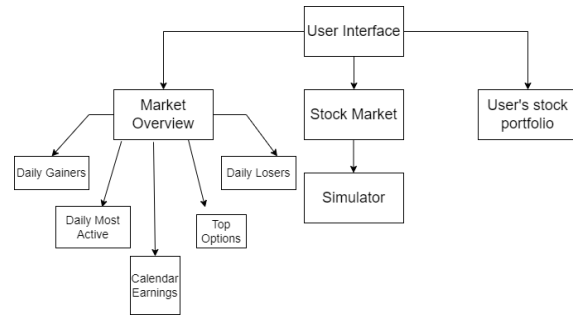 User Interface
Market
Overview
Stock Market
User's stock
portfolio
Daily Gainers
Daily Losers
Simulator
Daily Most
Active
Top
Options
Calendar
Earnings